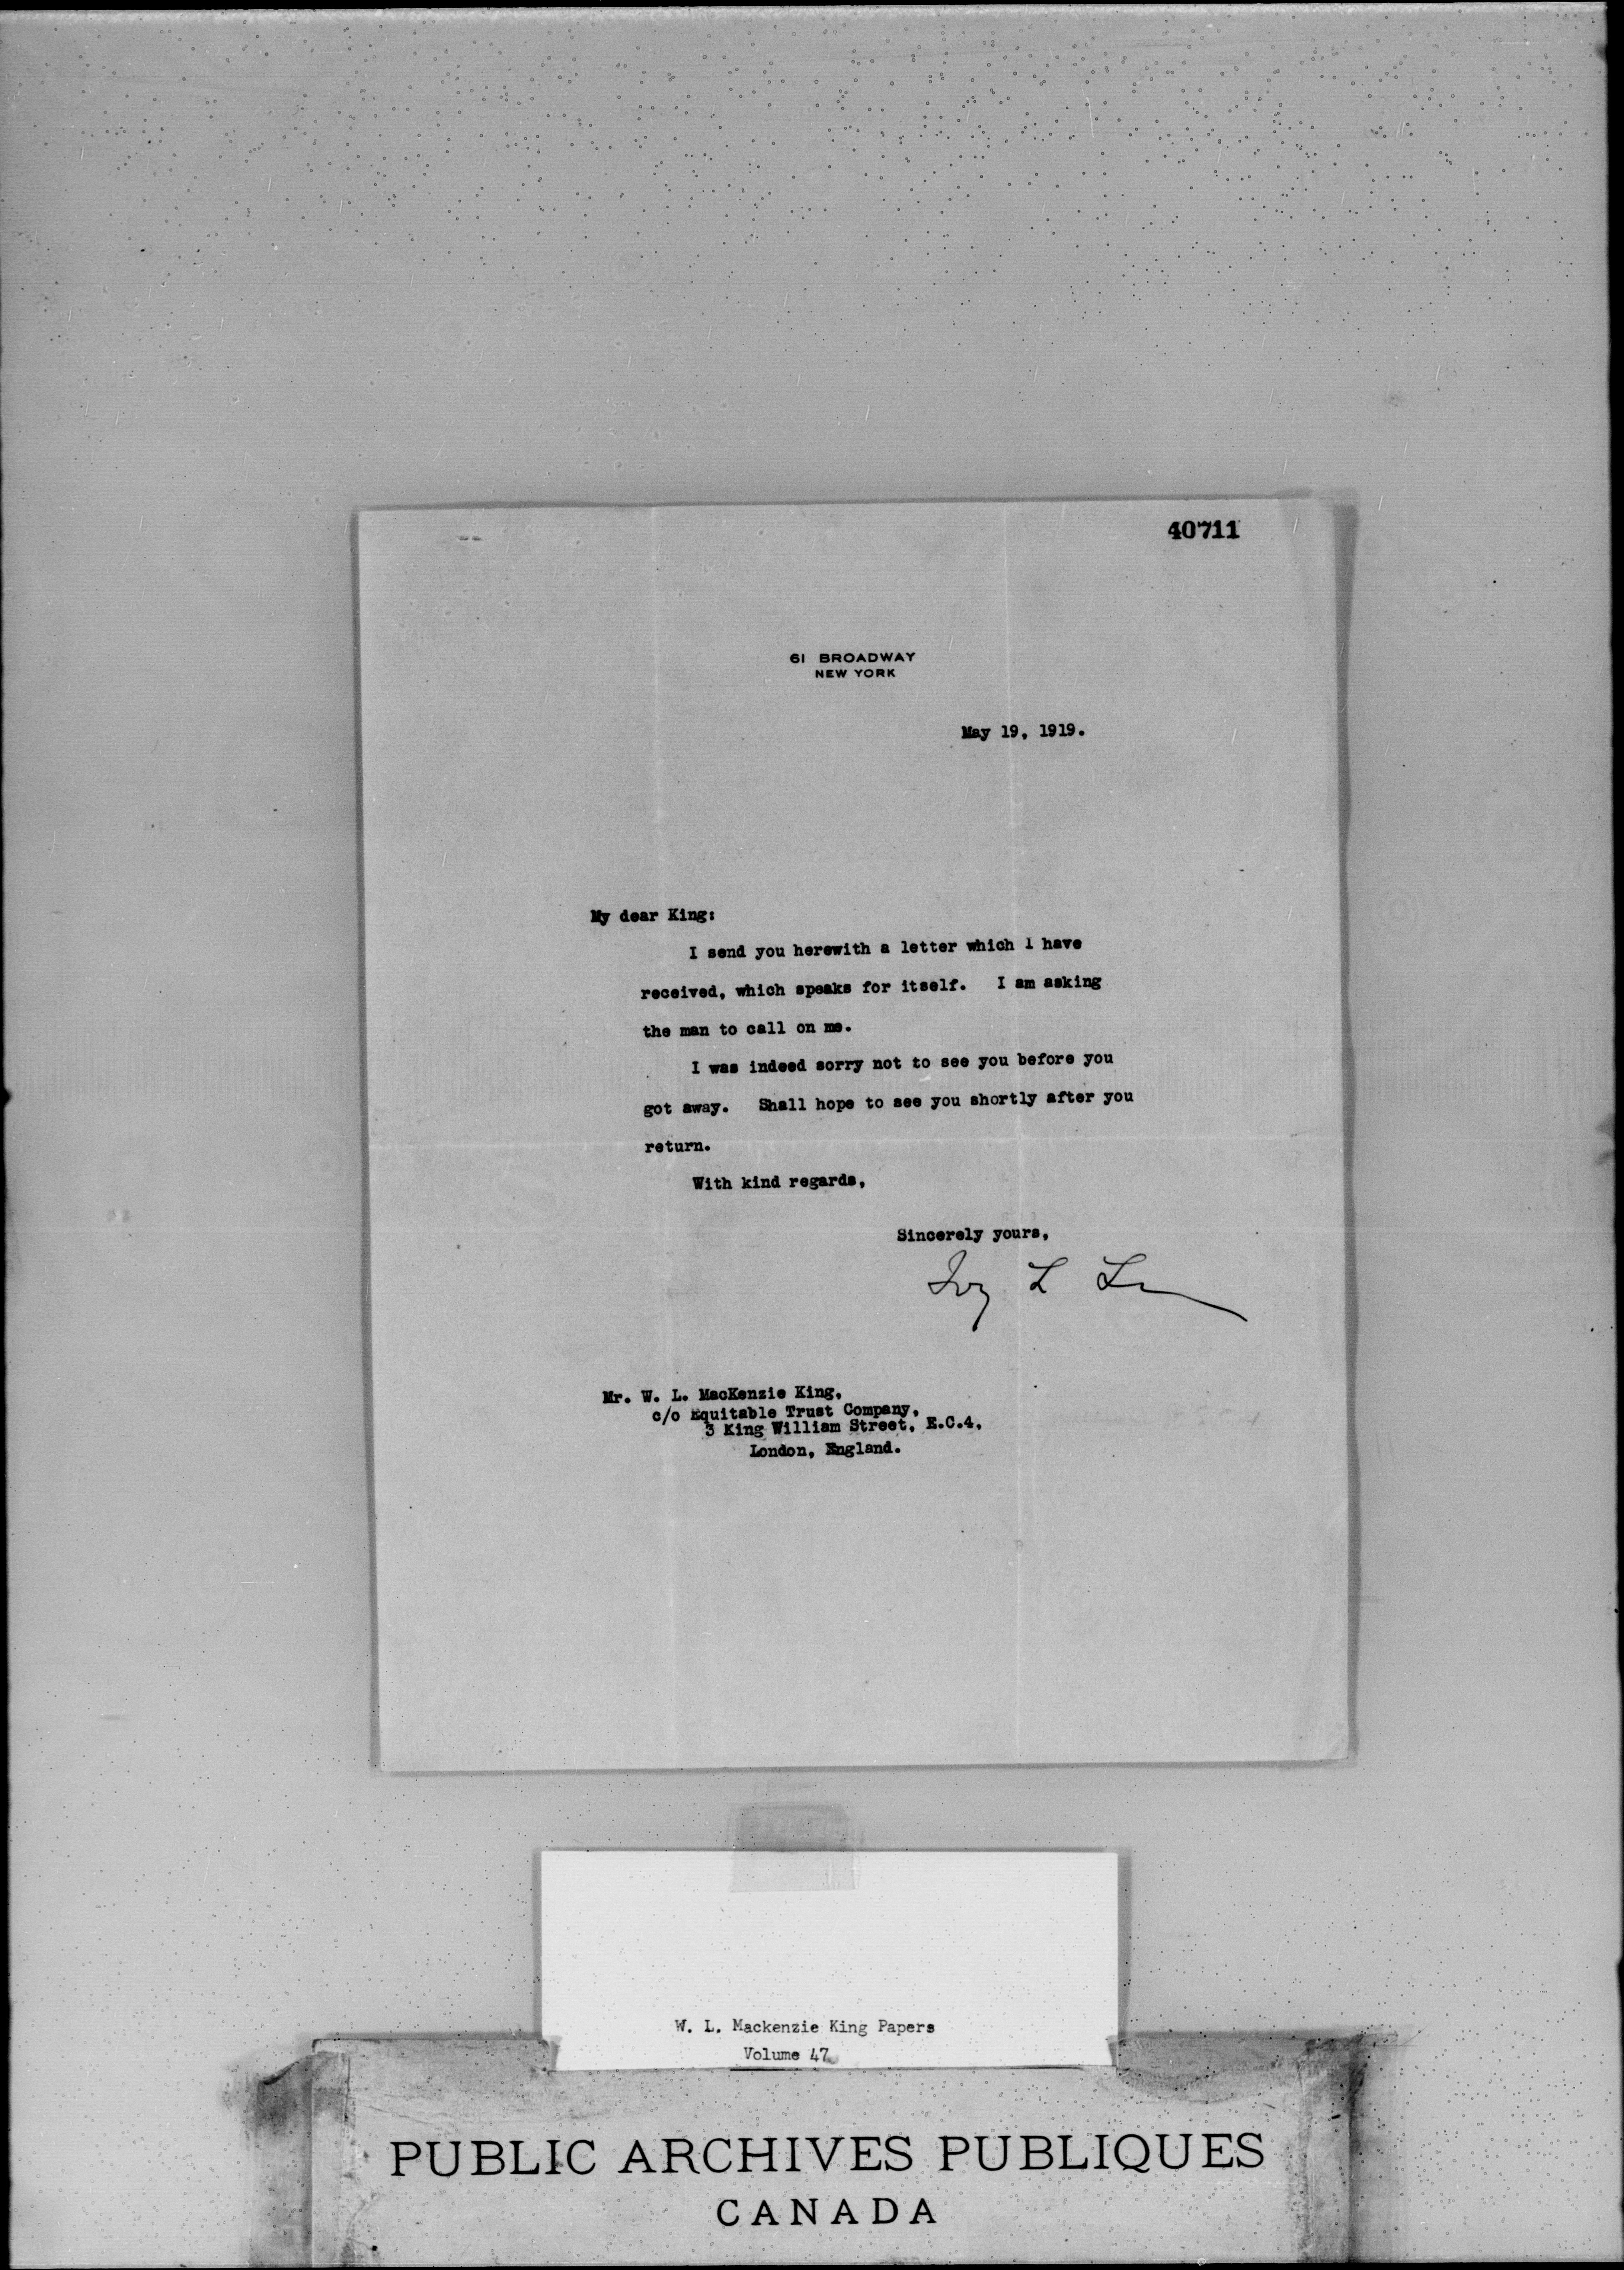 40711
61 BROADWAY
NEW YORK
May 19, 1919.
My dear King:
I send you herewith a letter which I have
received, which speaks for itself. I am asking
the man to call on me.
I was indeed sorry not to see you before you
got away. Shall hope to see you shortly after you
return.
With kind regards,
Sincerely yours,
Ivy L Lee
Mr. W. L. MacKenzie King,
c/o Equitable Trust Company,
3 King William Street, E.C.4,
London, England.
W. L. Mackenzie King Papers
Volume 47
PUBLIC ARCHIVES PUBLIQUES
CANADA